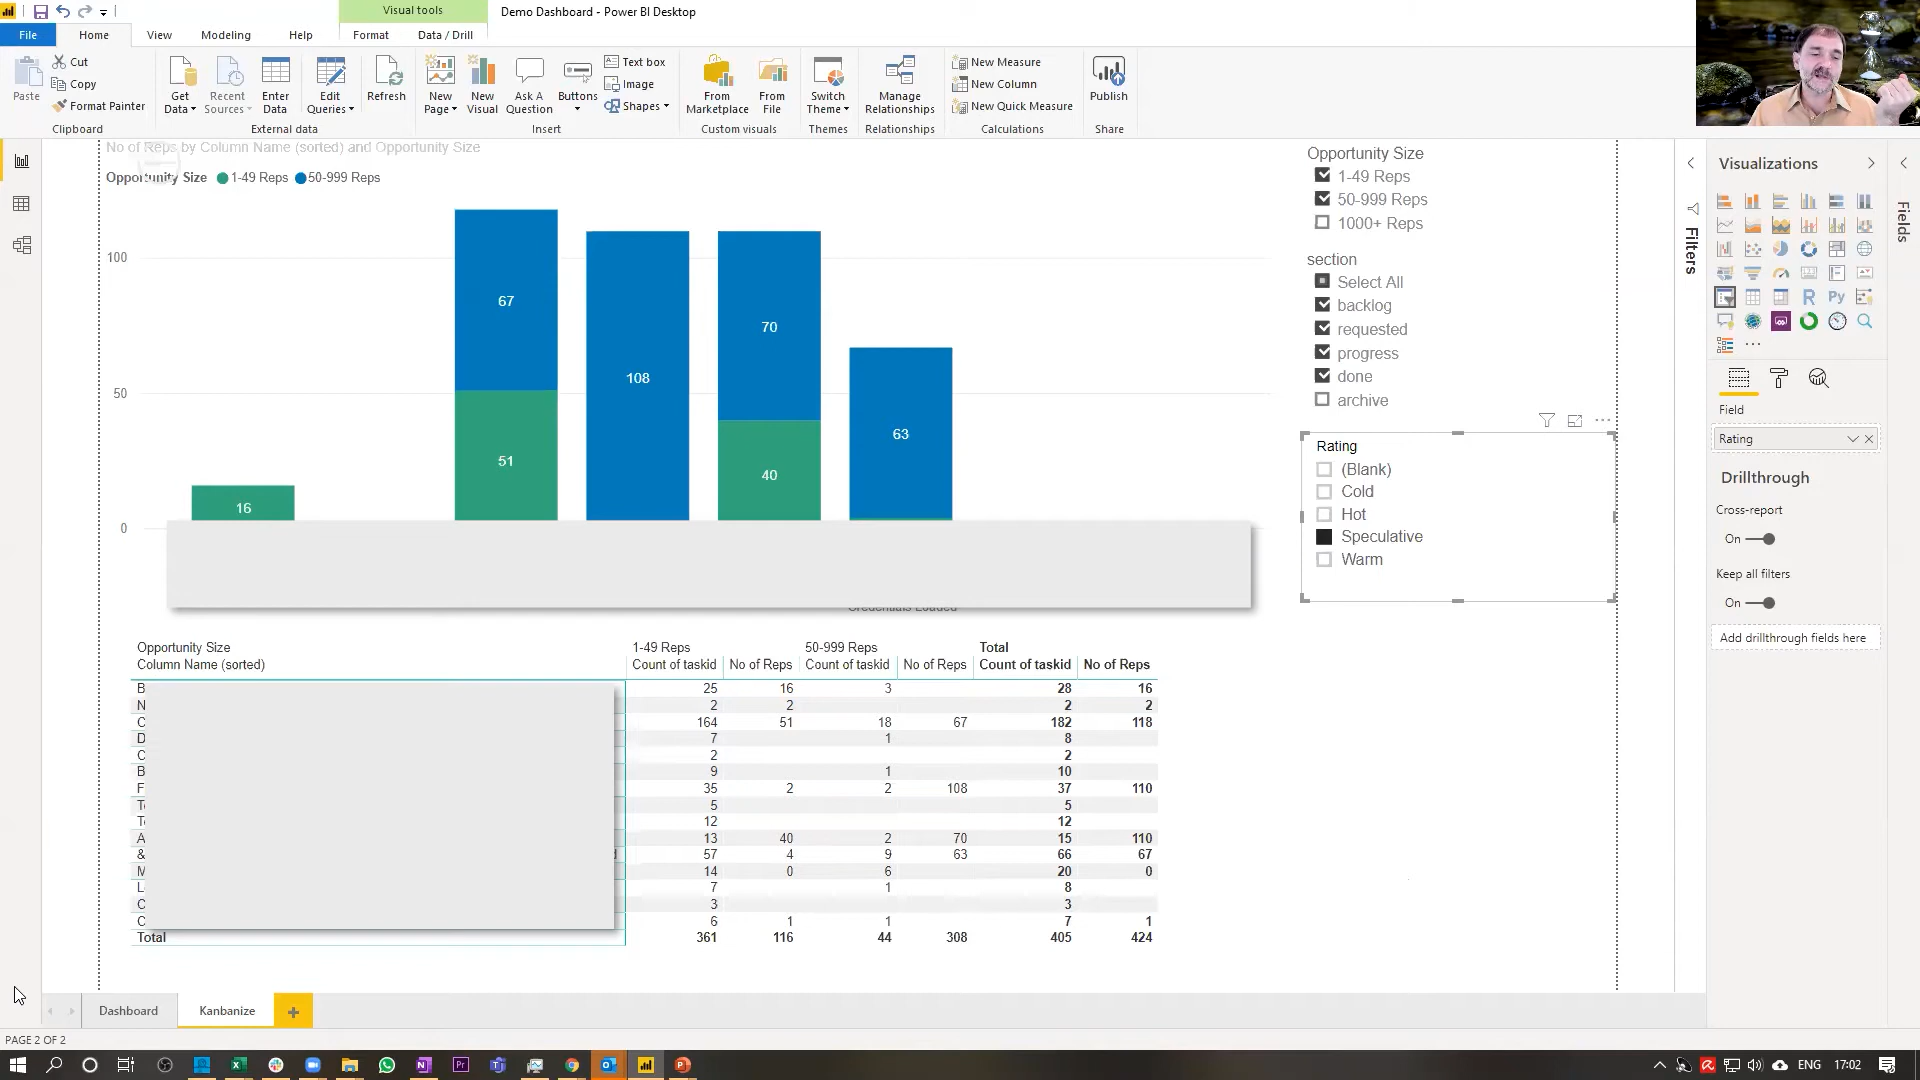 Visual tools
Demo Dashboard - Power BI Desktop
File
Home
View
Modeling
Help
Format
Data / Drill
Paste
Cut
Copy
Format Painter
Clipboard
Get Data
Recent Sources
Enter Data
Edit Queries
Refresh
External data
New Page
New Visual
Ask A Question
Buttons
Text box
Image
Shapes
Insert
From Marketplace
From File
Custom visuals
Switch Theme
Themes
Manage Relationships
Relationships
New Measure
New Column
New Quick Measure
Calculations
Publish
Share
No of Reps by Column Name (sorted) and Opportunity Size
Opportunity Size 1-49 Reps 50-999 Reps
100
50
0
16
67
51
108
70
40
63
Credentials Loaded
Opportunity Size
1-49 Reps
50-999 Reps
1000+ Reps
section
Select All
backlog
requested
progress
done
archive
Rating
(Blank)
Cold
Hot
Speculative
Warm
Opportunity Size 1-49 Reps 50-999 Reps Total
Column Name (sorted) Count of taskid No of Reps Count of taskid No of Reps Count of taskid No of Reps
B 25 16 3 28 16
N 2 2 2 2
C 164 51 18 67 182 118
D 7 1 8
C 2 2
B 9 1 10
F 35 2 2 108 37 110
T 5 5
T 12 12
A 13 40 2 70 15 110
& d 57 4 9 63 66 67
M 14 0 6 20 0
L 7 1 8
C 3 3
C 6 1 1 7 1
Total 361 116 44 308 405 424
Filters
Visualizations
R
Py
Field
Rating
Drillthrough
Cross-report
On
Keep all filters
On
Add drillthrough fields here
Fields
Dashboard
Kanbanize
PAGE 2 OF 2
ENG
17:02